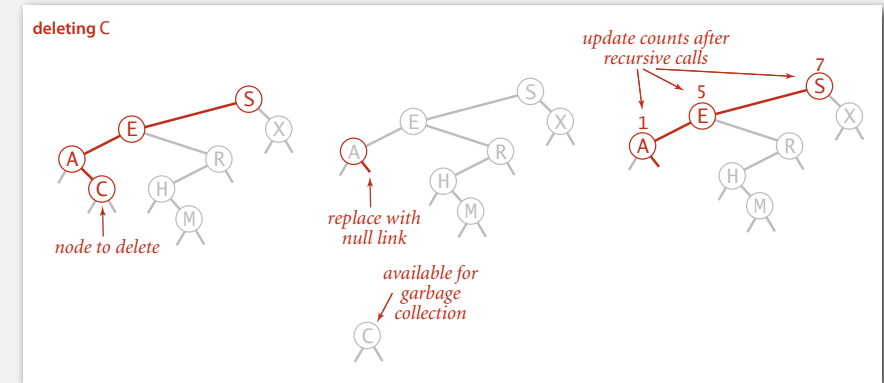 deleting C
S
E
X
A
R
C
H
M
node to delete
S
E
X
A
R
H
M
replace with
null link
available for
garbage
collection
C
update counts after
recursive calls
7
S
5
E
X
1
A
R
H
M